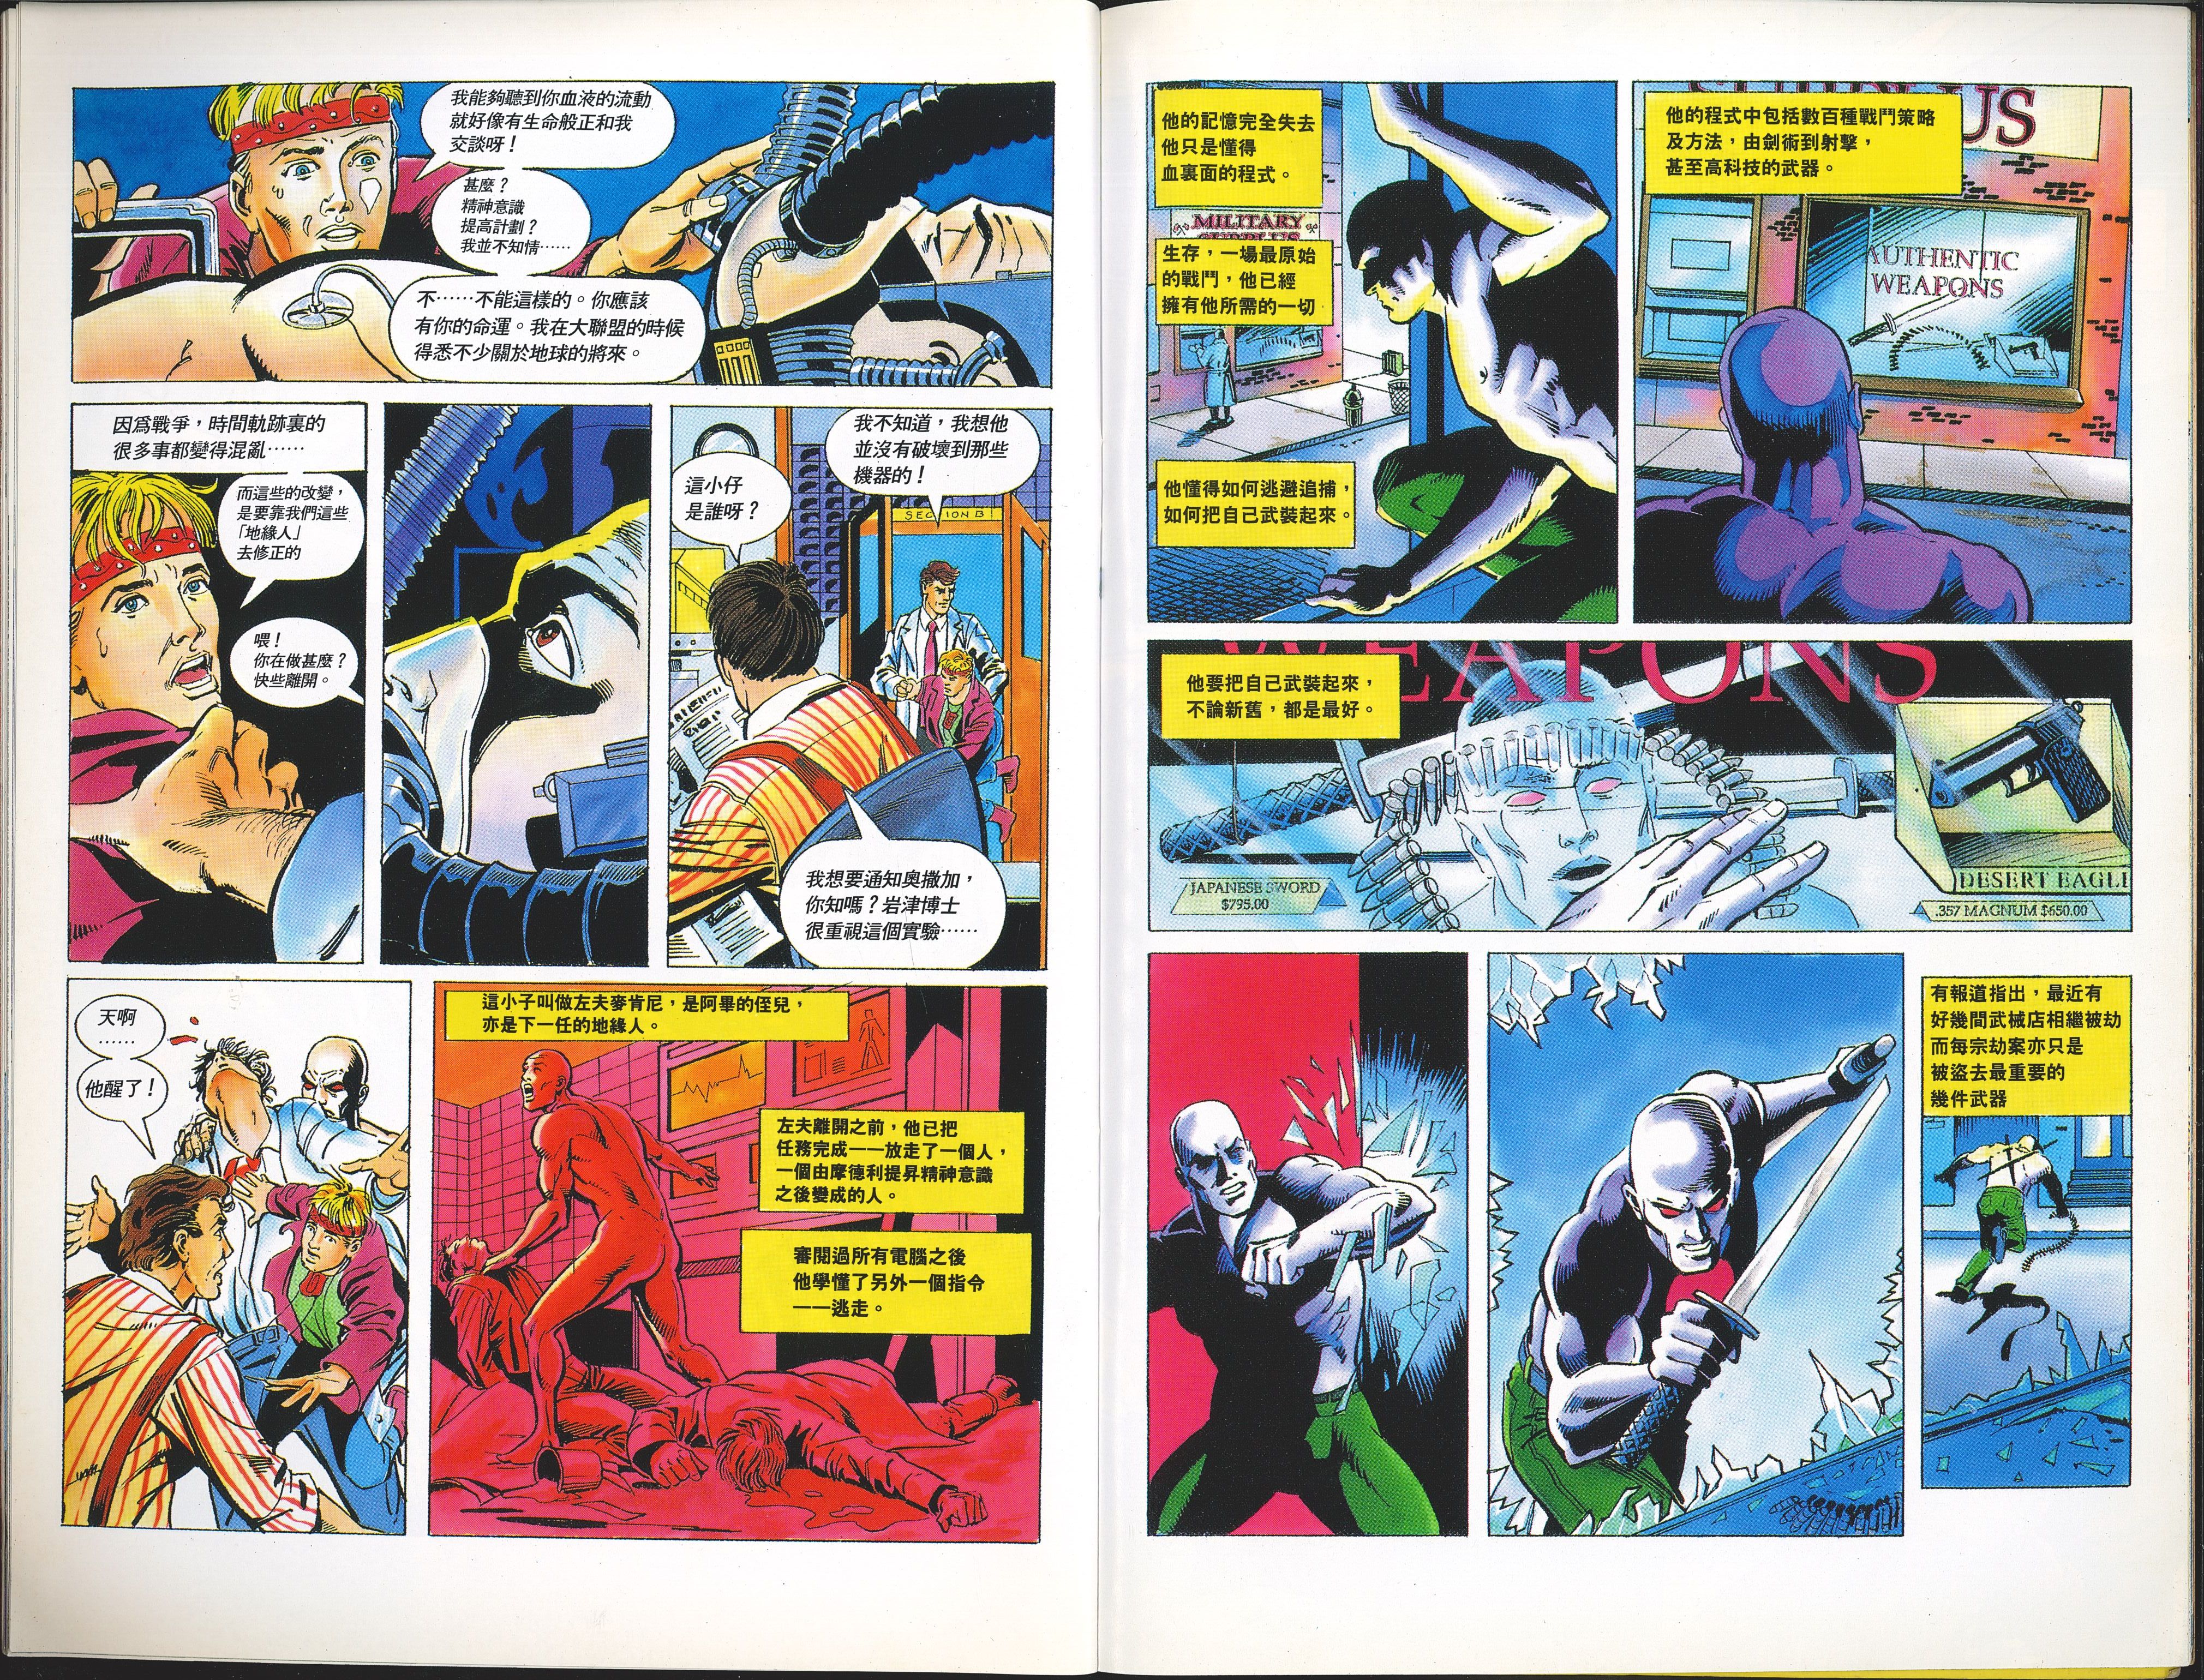 我能夠聽到你血液的流動
就好像有生命般正和我
交談呀！
甚麼？
精神意識
提高計劃？
我並不知情……
不……不能這樣的。你應該
有你的命運。我在大聯盟的時候
得悉不少關於地球的將來。
因爲戰爭，時間軌跡裏的
很多事都變得混亂……
而這些的改變，
是要靠我們這些
「地緣人」
去修正的
喂！
你在做甚麼？
快些離開。
這小仔
是誰呀？
我不知道，我想他
並沒有破壞到那些
機器的！
SECTION B
我想要通知奧撒加，
你知嗎？岩津博士
很重視這個實驗……
天啊
……
他醒了！
這小子叫做左夫麥肯尼，是阿畢的侄兒，
亦是下一任的地緣人。
左夫離開之前，他已把
任務完成——放走了一個人，
一個由摩德利提昇精神意識
之後變成的人。
審閱過所有電腦之後
他學懂了另外一個指令
——逃走。
他的記憶完全失去
他只是懂得
血裏面的程式。
MILITARY
SURPLUS
生存，一場最原始
的戰鬥，他已經
擁有他所需的一切
他懂得如何逃避追捕，
如何把自己武裝起來。
他的程式中包括數百種戰鬥策略
及方法，由劍術到射擊，
甚至高科技的武器。
AUTHENTIC
WEAPONS
WEAPONS
他要把自己武裝起來，
不論新舊，都是最好。
JAPANESE SWORD
$795.00
DESERT EAGLE
.357 MAGNUM $650.00
有報道指出，最近有
好幾間武械店相繼被劫
而每宗劫案亦只是
被盜去最重要的
幾件武器